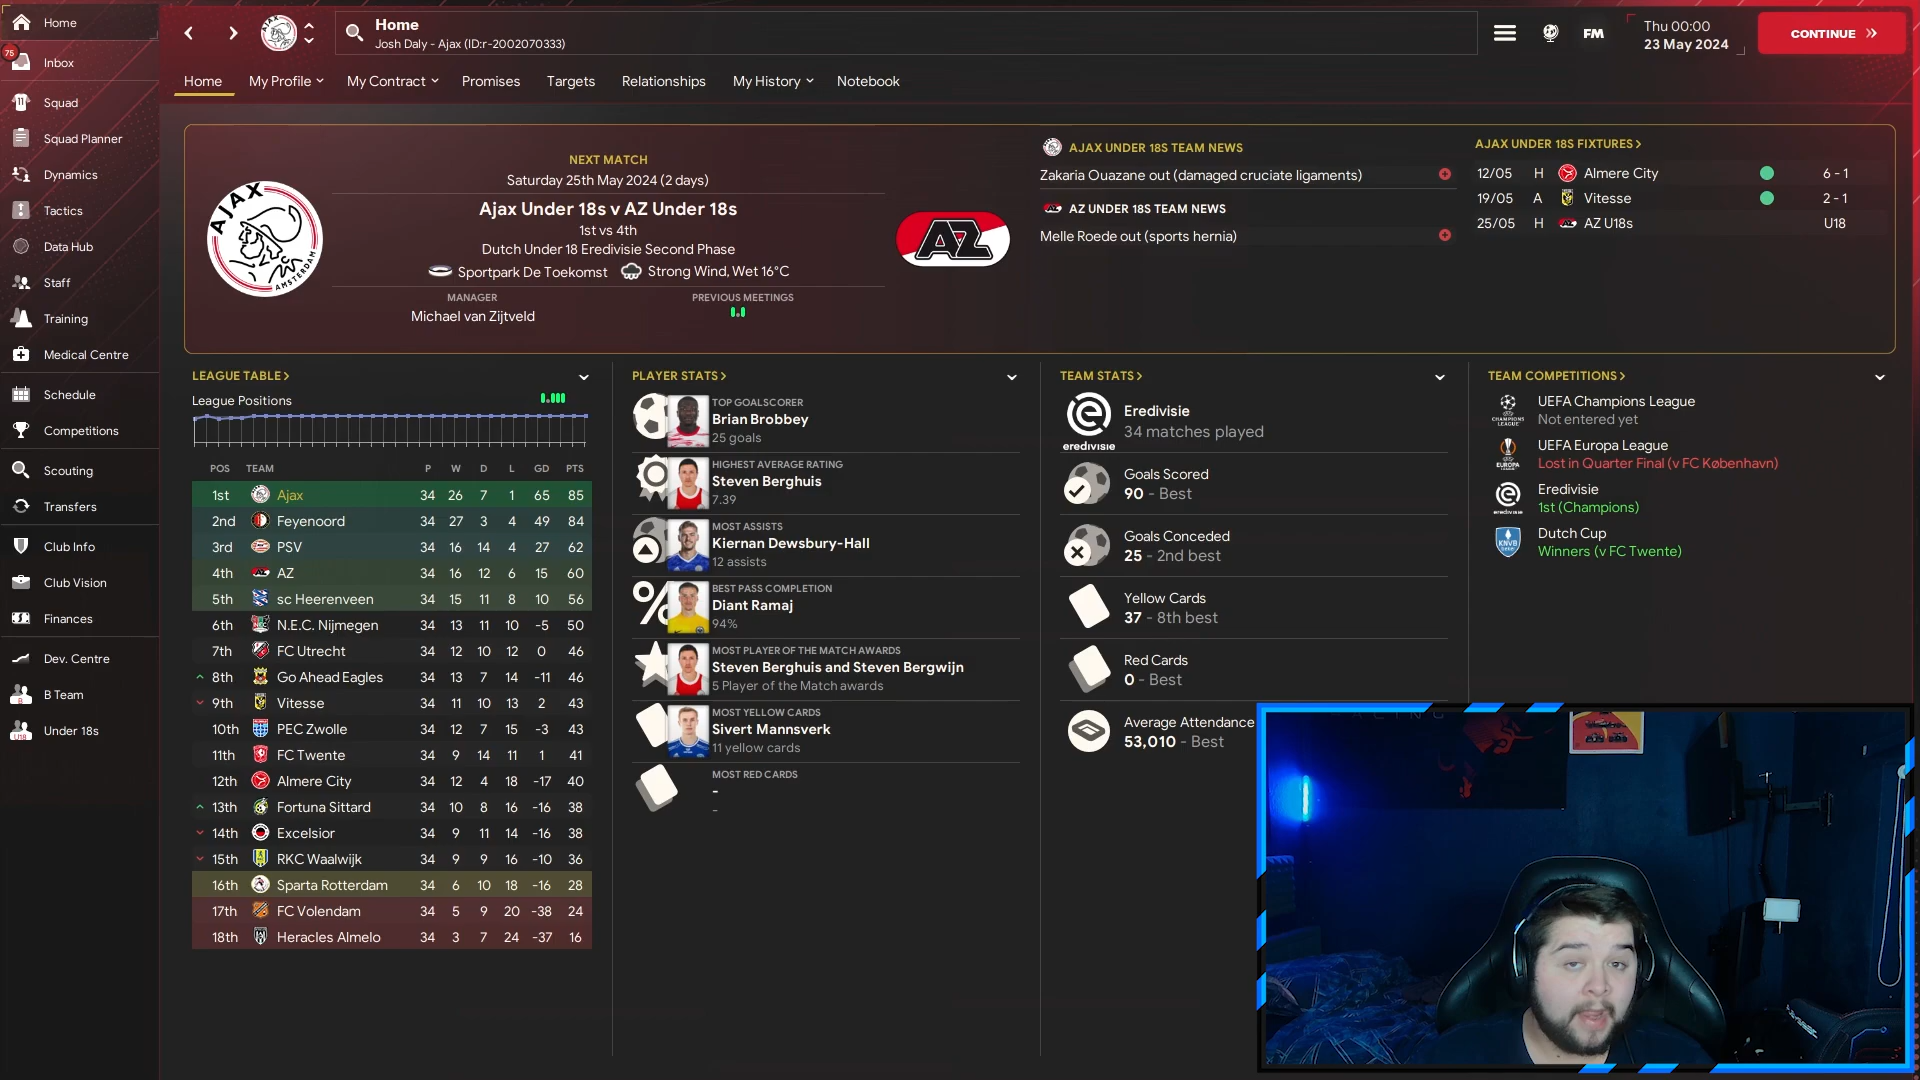 Home
75
Inbox
Squad
Squad Planner
Dynamics
Tactics
Data Hub
Staff
Training
Medical Centre
Schedule
Competitions
Scouting
Transfers
Club Info
Club Vision
Finances
Dev. Centre
B Team
Under 18s
Home
Josh Daly - Ajax (ID:r-2002070333)
FM
Thu 00:00
23 May 2024
CONTINUE
Home My Profile My Contract Promises Targets Relationships My History Notebook
AJAX
AMSTERDAM
NEXT MATCH
Saturday 25th May 2024 (2 days)
Ajax Under 18s v AZ Under 18s
1st vs 4th
Dutch Under 18 Eredivisie Second Phase
Sportpark De Toekomst Strong Wind, Wet 16°C
MANAGER
Michael van Zijtveld
PREVIOUS MEETINGS
AZ
AJAX UNDER 18S TEAM NEWS
Zakaria Ouazane out (damaged cruciate ligaments)
AZ UNDER 18S TEAM NEWS
Melle Roede out (sports hernia)
AJAX UNDER 18S FIXTURES >
12/05 H Almere City 6 - 1
19/05 A Vitesse 2 - 1
25/05 H AZ U18s U18
LEAGUE TABLE >
League Positions
POS TEAM P W D L GD PTS
1st Ajax 34 26 7 1 65 85
2nd Feyenoord 34 27 3 4 49 84
3rd PSV 34 16 14 4 27 62
4th AZ 34 16 12 6 15 60
5th sc Heerenveen 34 15 11 8 10 56
6th N.E.C. Nijmegen 34 13 11 10 -5 50
7th FC Utrecht 34 12 10 12 0 46
8th Go Ahead Eagles 34 13 7 14 -11 46
9th Vitesse 34 11 10 13 2 43
10th PEC Zwolle 34 12 7 15 -3 43
11th FC Twente 34 9 14 11 1 41
12th Almere City 34 12 4 18 -17 40
13th Fortuna Sittard 34 10 8 16 -16 38
14th Excelsior 34 9 11 14 -16 38
15th RKC Waalwijk 34 9 9 16 -10 36
16th Sparta Rotterdam 34 6 10 18 -16 28
17th FC Volendam 34 5 9 20 -38 24
18th Heracles Almelo 34 3 7 24 -37 16
PLAYER STATS >
TOP GOALSCORER
Brian Brobbey
25 goals
HIGHEST AVERAGE RATING
Steven Berghuis
7.39
MOST ASSISTS
Kiernan Dewsbury-Hall
12 assists
BEST PASS COMPLETION
Diant Ramaj
94%
MOST PLAYER OF THE MATCH AWARDS
Steven Berghuis and Steven Bergwijn
5 Player of the Match awards
MOST YELLOW CARDS
Sivert Mannsverk
11 yellow cards
MOST RED CARDS
-
-
TEAM STATS >
eredivisie
Eredivisie
34 matches played
Goals Scored
90 - Best
Goals Conceded
25 - 2nd best
Yellow Cards
37 - 8th best
Red Cards
0 - Best
Average Attendance
53,010 - Best
TEAM COMPETITIONS >
UEFA Champions League
Not entered yet
UEFA Europa League
Lost in Quarter Final (v FC København)
Eredivisie
1st (Champions)
Dutch Cup
Winners (v FC Twente)